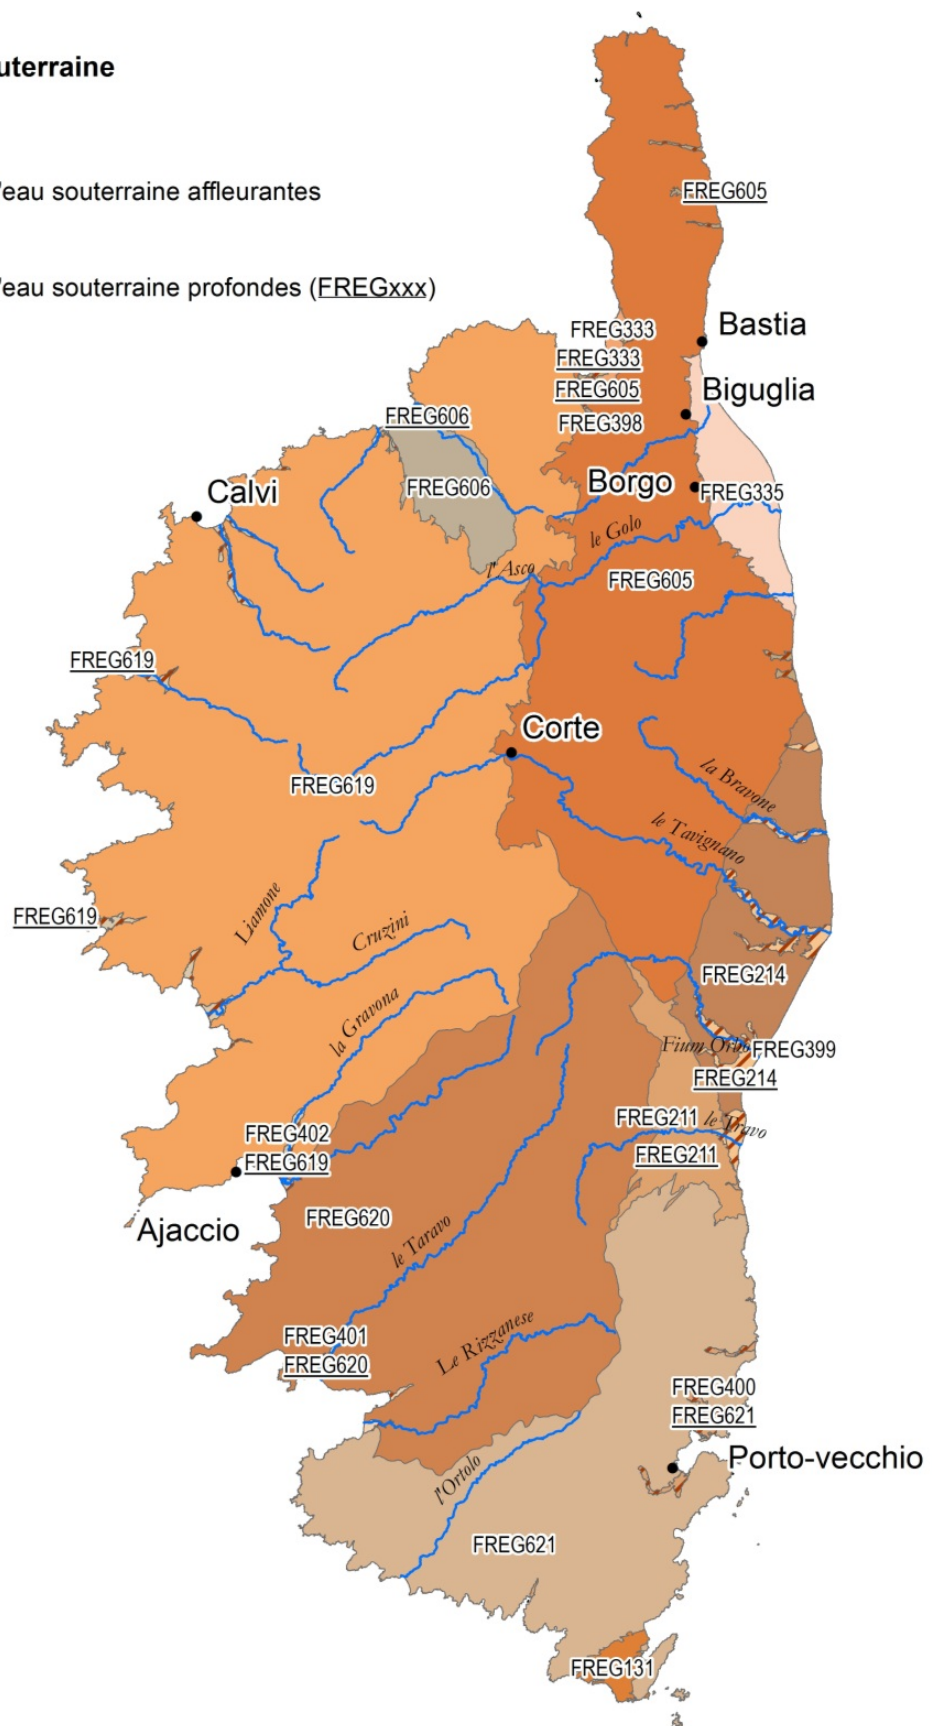 uterraine
'eau souterraine affleurantes
FREG605
'eau souterraine profondes (FREGxxx)
Bastia
FREG333
FREG333
Biguglia
FREG605
FREG606
FREG398
Borgo
Calvi
FREG606
FREG335
le Golo
l'Asco
FREG605
FREG619
Corte
la Bravone
FREG619
le Tavignano
Liamone
FREG619
Cruzini
FREG214
la Gravona
Fium Orbo
FREG399
FREG214
FREG211
le Travo
FREG402
FREG211
FREG619
Ajaccio
FREG620
le Taravo
FREG401
Le Rizzanese
FREG620
FREG400
FREG621
Porto-vecchio
l'Ortolo
FREG621
FREG131